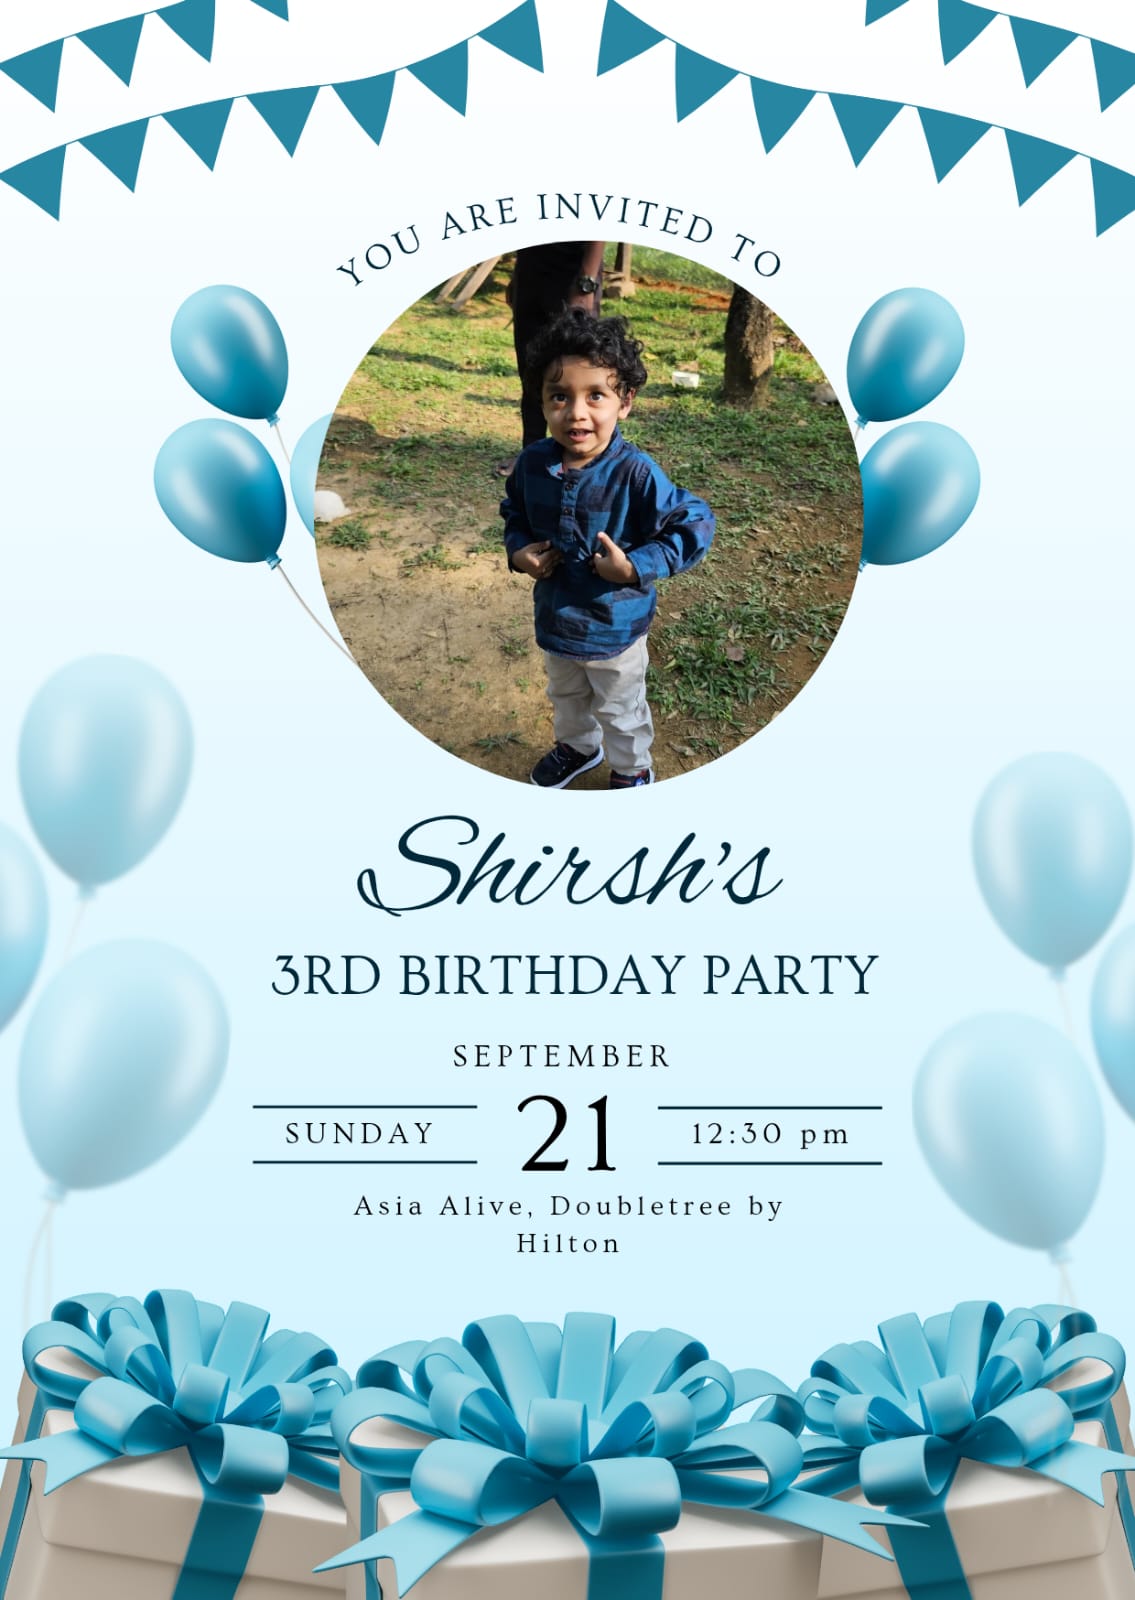 YOU ARE INVITED TO
Shirsh's
3RD BIRTHDAY PARTY
SEPTEMBER
SUNDAY 21 12:30 pm
Asia Alive, Doubletree by
Hilton